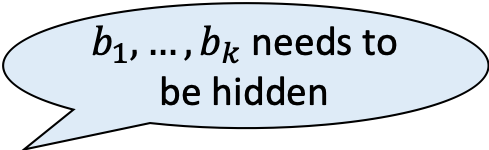 b₁, ..., bₖ needs to
be hidden